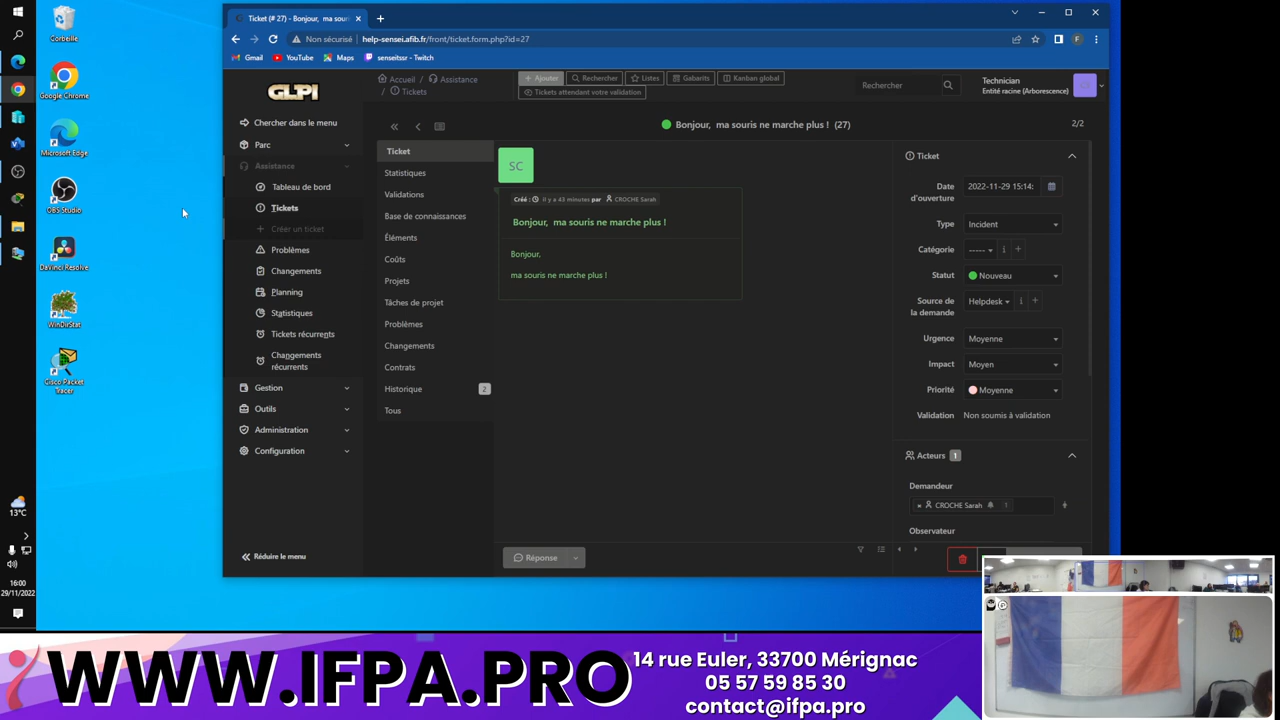 Corbeille
Google Chrome
Microsoft Edge
OBS Studio
DaVinci Resolve
WinDirStat
Cisco Packet
Tracer
13°C
16:00
29/11/2022
Ticket (# 27) - Bonjour, ma souri
Non sécurisé
help-sensei.afib.fr/front/ticket.form.php?id=27
F
Gmail
YouTube
Maps
senseitssr - Twitch
GLPI
Chercher dans le menu
Parc
Assistance
Tableau de bord
Tickets
Créer un ticket
Problèmes
Changements
Planning
Statistiques
Tickets récurrents
Changements
récurrents
Gestion
Outils
Administration
Configuration
Réduire le menu
Accueil / Assistance
/ Tickets
Ajouter
Rechercher
Listes
Gabarits
Kanban global
Tickets attendant votre validation
Rechercher
Technician
Entité racine (Arborescence)
Bonjour, ma souris ne marche plus ! (27)
2/2
Ticket
Statistiques
Validations
Base de connaissances
Éléments
Coûts
Projets
Tâches de projet
Problèmes
Changements
Contrats
Historique 2
Tous
SC
Créé : il y a 43 minutes par CROCHE Sarah
Bonjour, ma souris ne marche plus !
Bonjour,
ma souris ne marche plus !
Réponse
Ticket
Date
d'ouverture
2022-11-29 15:14:
Type Incident
Catégorie -----
Statut Nouveau
Source de
la demande
Helpdesk
Urgence Moyenne
Impact Moyen
Priorité Moyenne
Validation Non soumis à validation
Acteurs 1
Demandeur
× CROCHE Sarah 1
Observateur
WWW.IFPA.PRO
14 rue Euler, 33700 Mérignac
05 57 59 85 30
contact@ifpa.pro